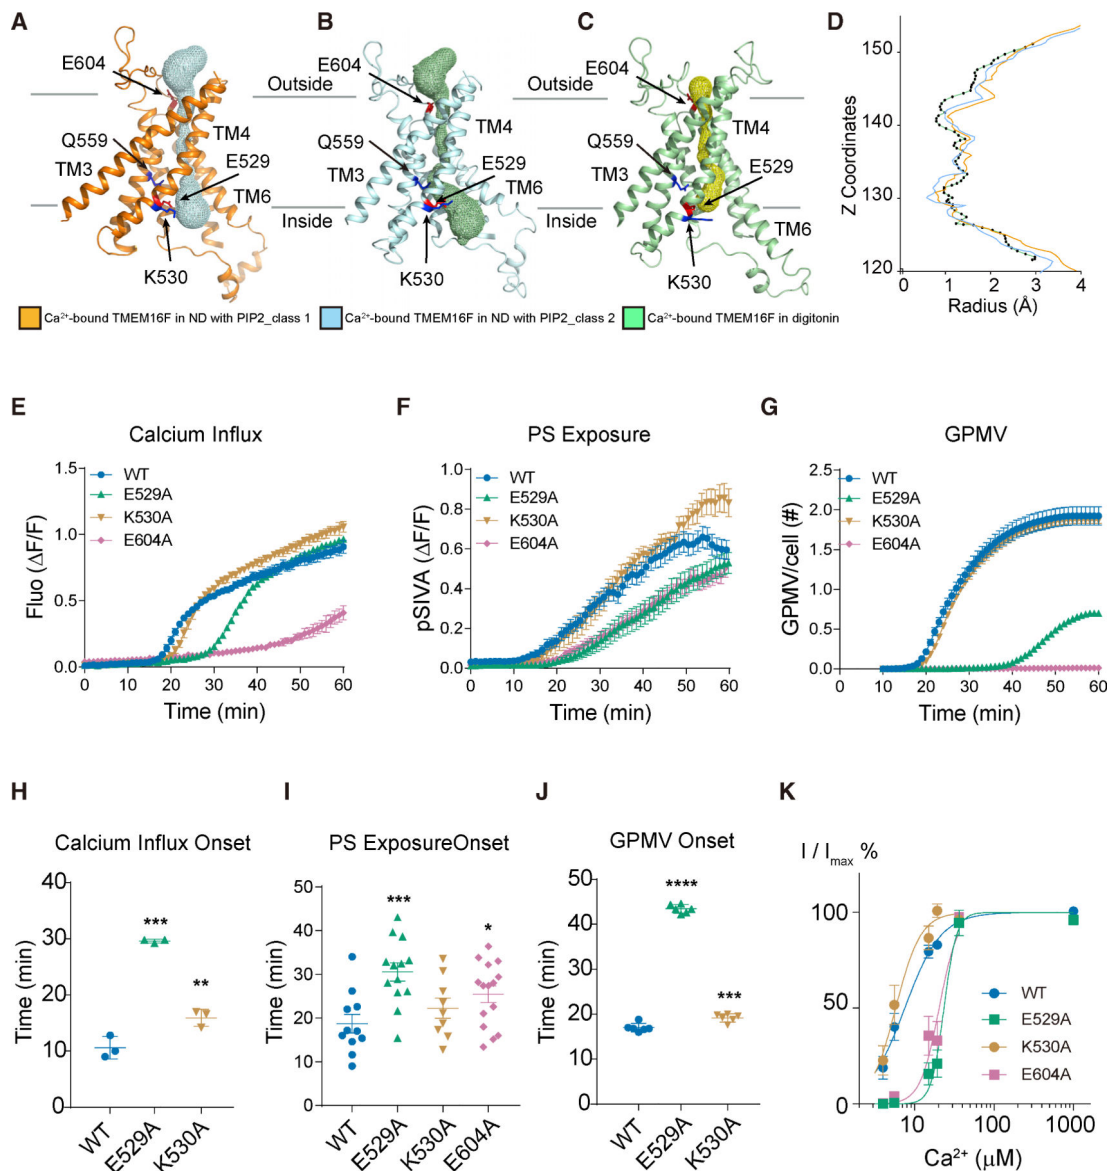 A
B
C
D
E604
Outside
Q559
TM4
TM3
E529
TM6
Inside
K530
E604
Outside
Q559
TM4
TM3
E529
TM6
Inside
K530
E604
TM4
TM3
E529
TM6
K530
Z Coordinates
150
140
130
120
0 1 2 3 4
Radius (Å)
Ca²⁺-bound TMEM16F in ND with PIP2_class 1
Ca²⁺-bound TMEM16F in ND with PIP2_class 2
Ca²⁺-bound TMEM16F in digitonin
E
Calcium Influx
WT
E529A
K530A
E604A
Fluo (ΔF/F)
1.5
1.0
0.5
0.0
0 10 20 30 40 50 60
Time (min)
F
PS Exposure
WT
E529A
K530A
E604A
pSIVA (ΔF/F)
1.0
0.8
0.6
0.4
0.2
0.0
0 10 20 30 40 50 60
Time (min)
G
GPMV
WT
E529A
K530A
E604A
GPMV/cell (#)
2.5
2.0
1.5
1.0
0.5
0.0
0 10 20 30 40 50 60
Time (min)
H
Calcium Influx Onset
Time (min)
40
30
20
10
0
***
**
WT E529A K530A
I
PS ExposureOnset
Time (min)
50
40
30
20
10
0
***
*
WT E529A K530A E604A
J
GPMV Onset
Time (min)
50
40
30
20
10
0
****
***
WT E529A K530A
K
I / Imax %
100
50
0
WT
E529A
K530A
E604A
10 100 1000
Ca²⁺ (μM)